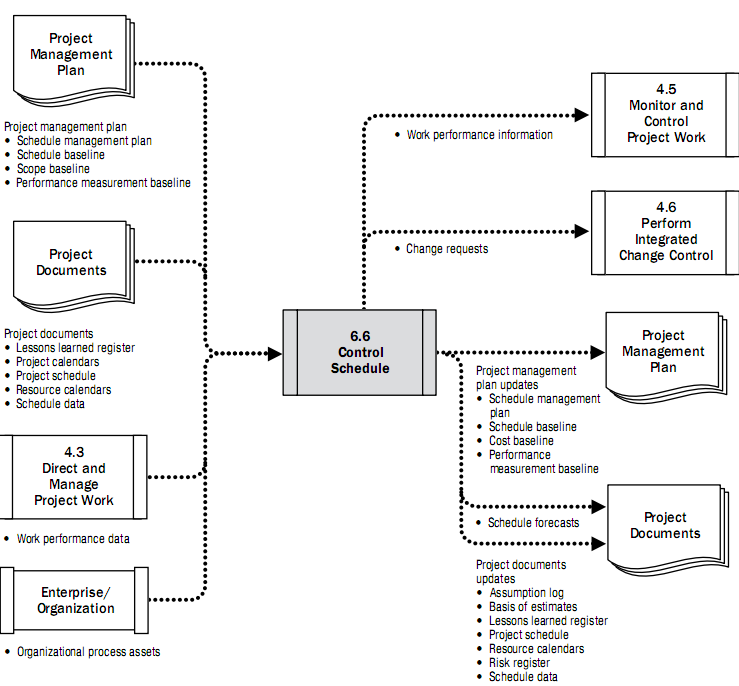 Project
Management
Plan
Project management plan
• Schedule management plan
• Schedule baseline
• Scope baseline
• Performance measurement baseline
Project
Documents
Project documents
• Lessons learned register
• Project calendars
• Project schedule
• Resource calendars
• Schedule data
4.3
Direct and
Manage
Project Work
• Work performance data
Enterprise/
Organization
• Organizational process assets
6.6
Control
Schedule
• Work performance information
4.5
Monitor and
Control
Project Work
• Change requests
4.6
Perform
Integrated
Change Control
Project
Management
Plan
Project management
plan updates
• Schedule management
plan
• Schedule baseline
• Cost baseline
• Performance
measurement baseline
• Schedule forecasts
Project
Documents
Project documents
updates
• Assumption log
• Basis of estimates
• Lessons learned register
• Project schedule
• Resource calendars
• Risk register
• Schedule data